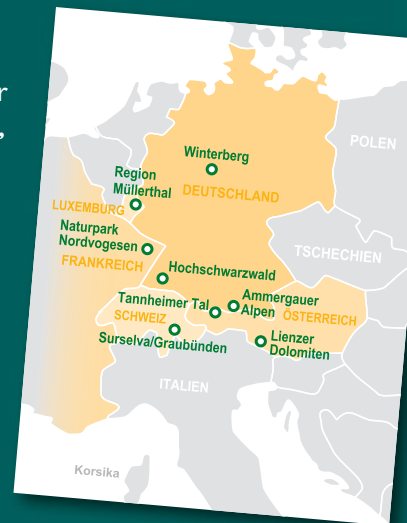 r
,
POLEN
Winterberg
Region
Müllerthal
DEUTSCHLAND
LUXEMBURG
Naturpark
Nordvogesen
TSCHECHIEN
FRANKREICH
Hochschwarzwald
Tannheimer Tal
Ammergauer
Alpen
SCHWEIZ
ÖSTERREICH
Surselva/Graubünden
Lienzer
Dolomiten
ITALIEN
Korsika